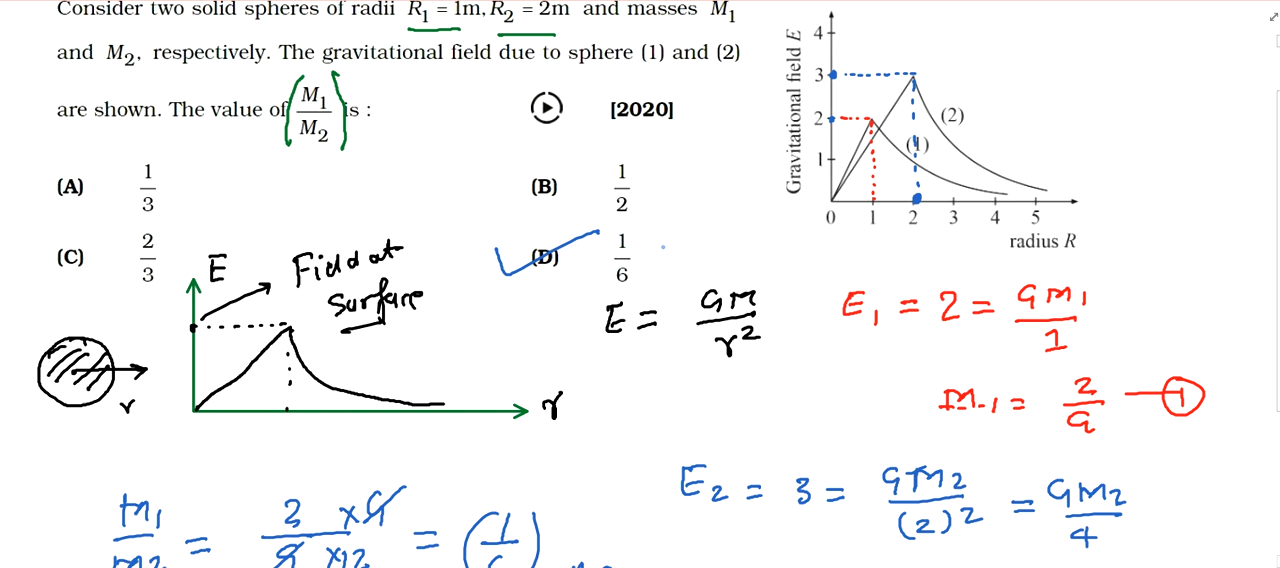 Consider two solid spheres of radii R₁ = 1m, R₂ = 2m and masses M₁
and M₂, respectively. The gravitational field due to sphere (1) and (2)
are shown. The value of (M₁/M₂) is : [2020]
(A) 1/3 (B) 1/2
(C) 2/3 (D) 1/6
Gravitational field E
4
3
2
1
(2)
(1)
0 1 2 3 4 5
radius R
E
Field at
surface
r
r
E = GM/r²
E₁ = 2 = GM₁/1
M₁ = 2/G — ①
E₂ = 3 = GM₂/(2)² = GM₂/4
m₁/m₂ = 2 × G/G × 12 =